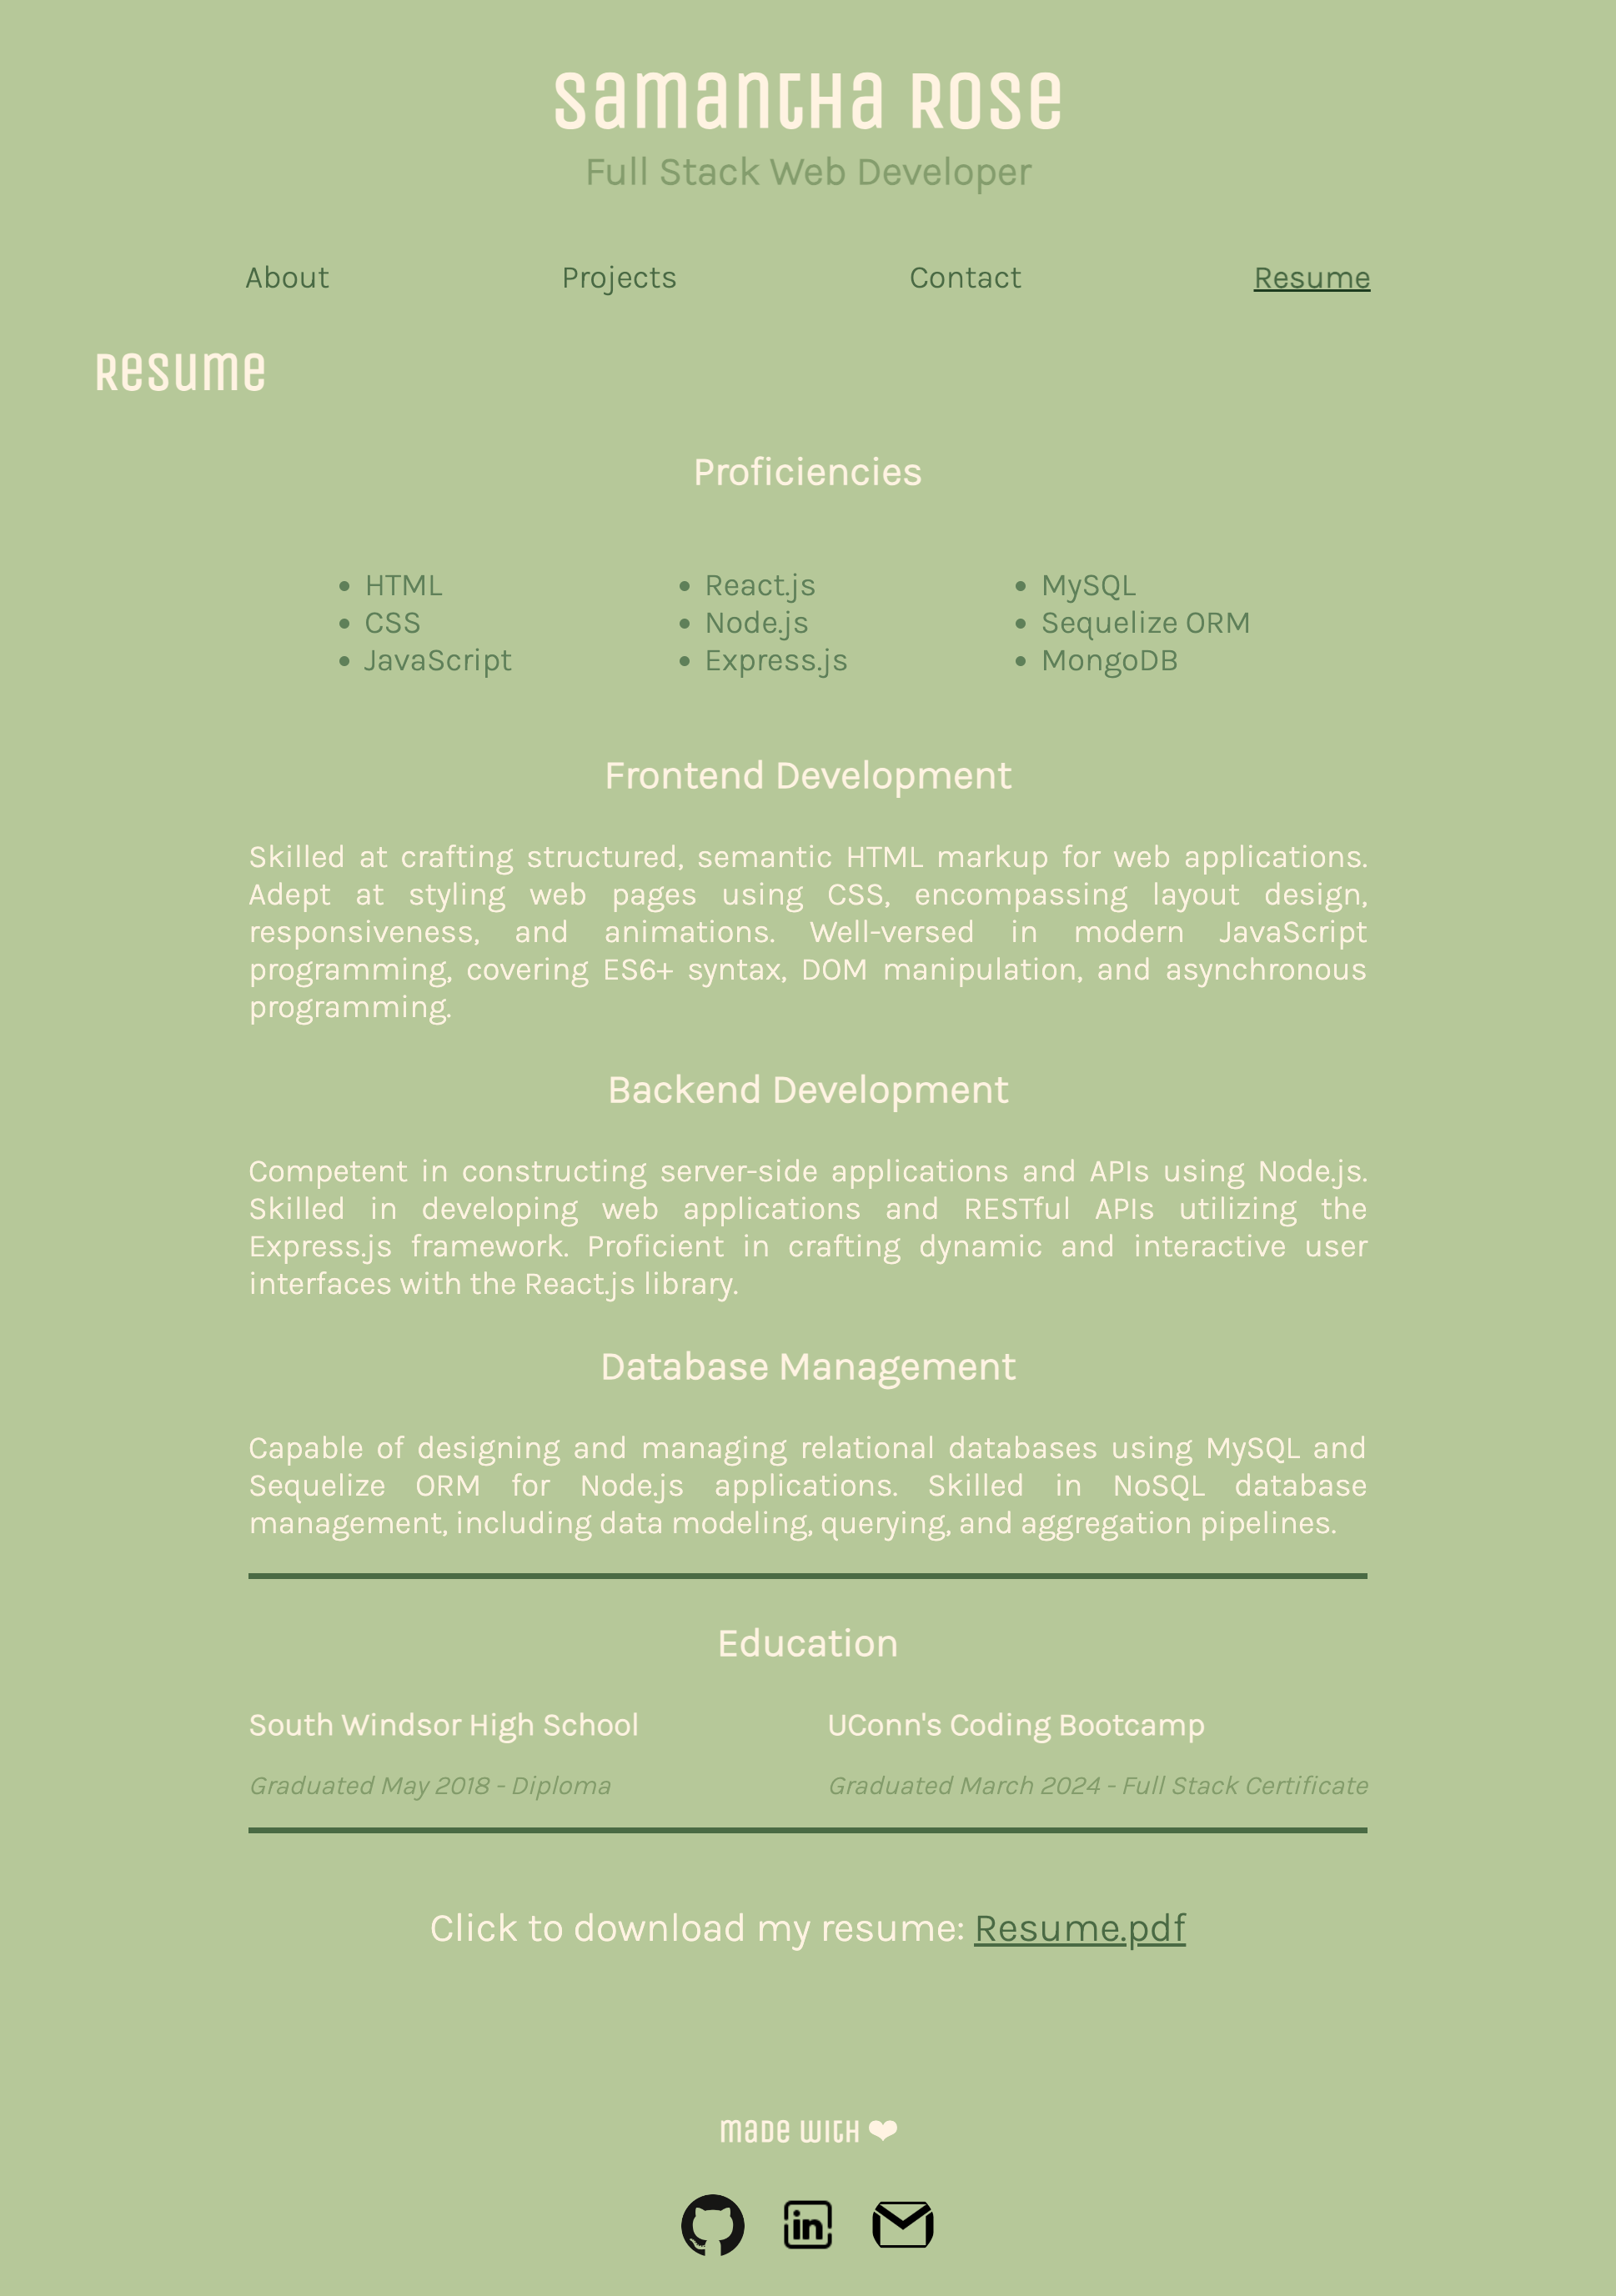 Samantha Rose
Full Stack Web Developer
About Projects Contact Resume
Resume
Proficiencies
• HTML • React.js • MySQL
• CSS • Node.js • Sequelize ORM
• JavaScript • Express.js • MongoDB
Frontend Development
Skilled at crafting structured, semantic HTML markup for web applications.
Adept at styling web pages using CSS, encompassing layout design,
responsiveness, and animations. Well-versed in modern JavaScript
programming, covering ES6+ syntax, DOM manipulation, and asynchronous
programming.
Backend Development
Competent in constructing server-side applications and APIs using Node.js.
Skilled in developing web applications and RESTful APIs utilizing the
Express.js framework. Proficient in crafting dynamic and interactive user
interfaces with the React.js library.
Database Management
Capable of designing and managing relational databases using MySQL and
Sequelize ORM for Node.js applications. Skilled in NoSQL database
management, including data modeling, querying, and aggregation pipelines.
Education
South Windsor High School UConn's Coding Bootcamp
Graduated May 2018 - Diploma Graduated March 2024 - Full Stack Certificate
Click to download my resume: Resume.pdf
made with ❤
in